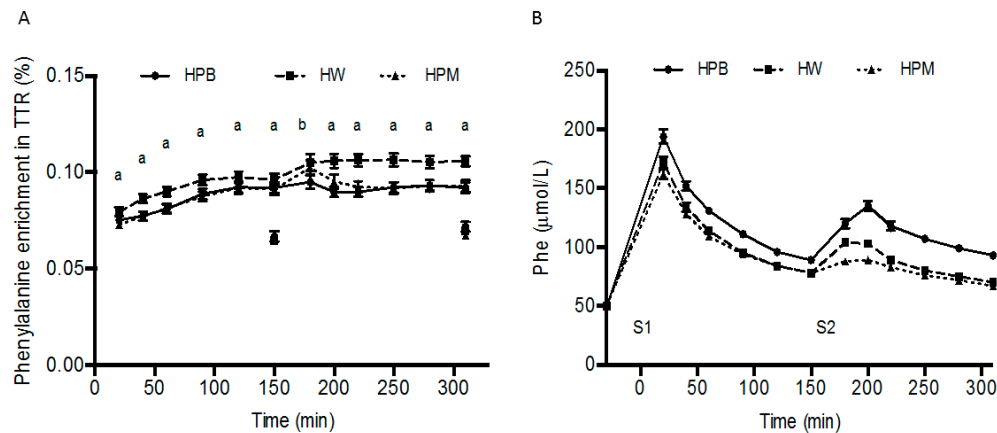 A
HPB HW HPM
Phenylalanine enrichment in TTR (%)
0.15
0.10
0.05
0.00
a a a a a a b a a a a a
0 50 100 150 200 250 300
Time (min)
B
HPB HW HPM
Phe (µmol/L)
250
200
150
100
50
0
S1 S2
0 50 100 150 200 250 300
Time (min)